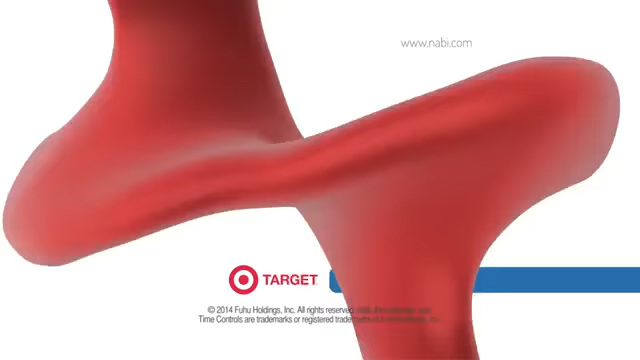 www.nabi.com
TARGET
© 2014 Fuhu Holdings, Inc. All rights reserved.
Time Controls are trademarks or registered